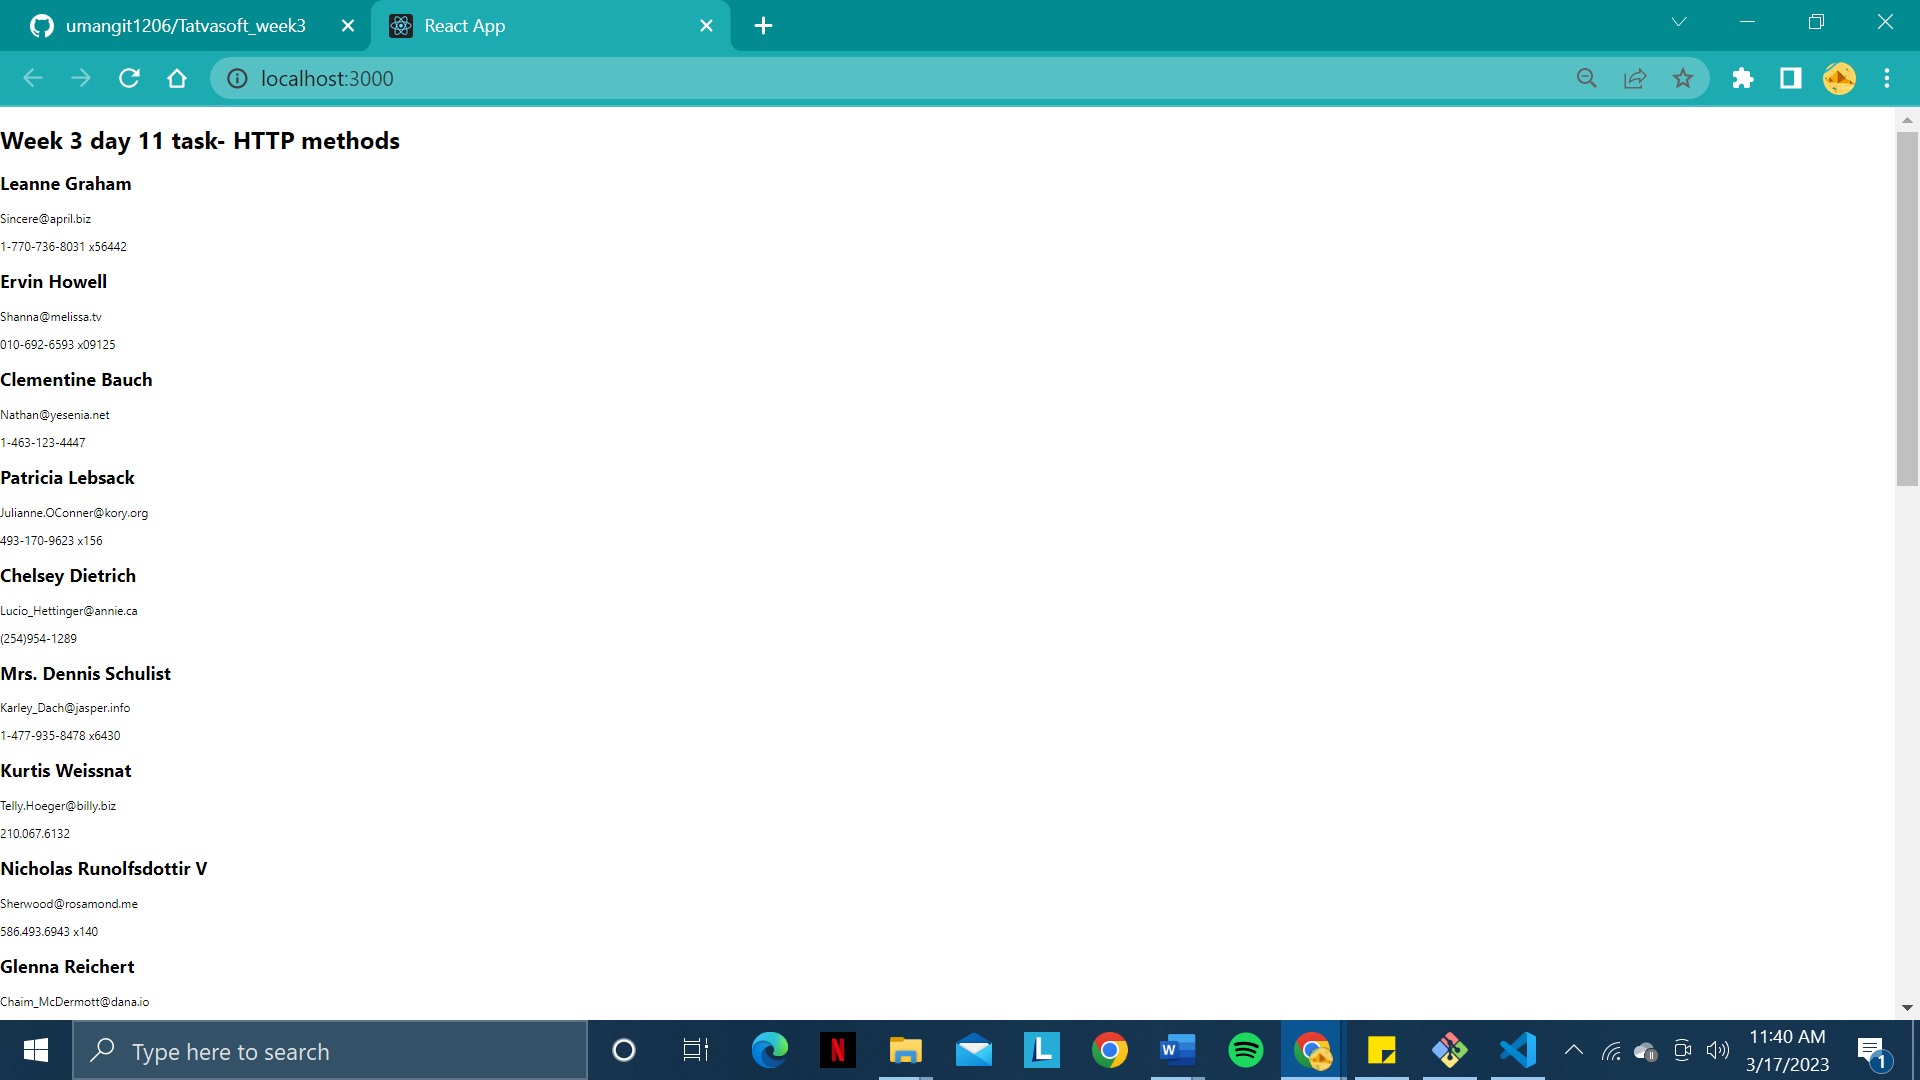 umangit1206/Tatvasoft_week3
React App
localhost:3000
Week 3 day 11 task- HTTP methods
Leanne Graham
Sincere@april.biz
1-770-736-8031 x56442
Ervin Howell
Shanna@melissa.tv
010-692-6593 x09125
Clementine Bauch
Nathan@yesenia.net
1-463-123-4447
Patricia Lebsack
Julianne.OConner@kory.org
493-170-9623 x156
Chelsey Dietrich
Lucio_Hettinger@annie.ca
(254)954-1289
Mrs. Dennis Schulist
Karley_Dach@jasper.info
1-477-935-8478 x6430
Kurtis Weissnat
Telly.Hoeger@billy.biz
210.067.6132
Nicholas Runolfsdottir V
Sherwood@rosamond.me
586.493.6943 x140
Glenna Reichert
Chaim_McDermott@dana.io
Type here to search
N
L
W
11:40 AM
3/17/2023
1